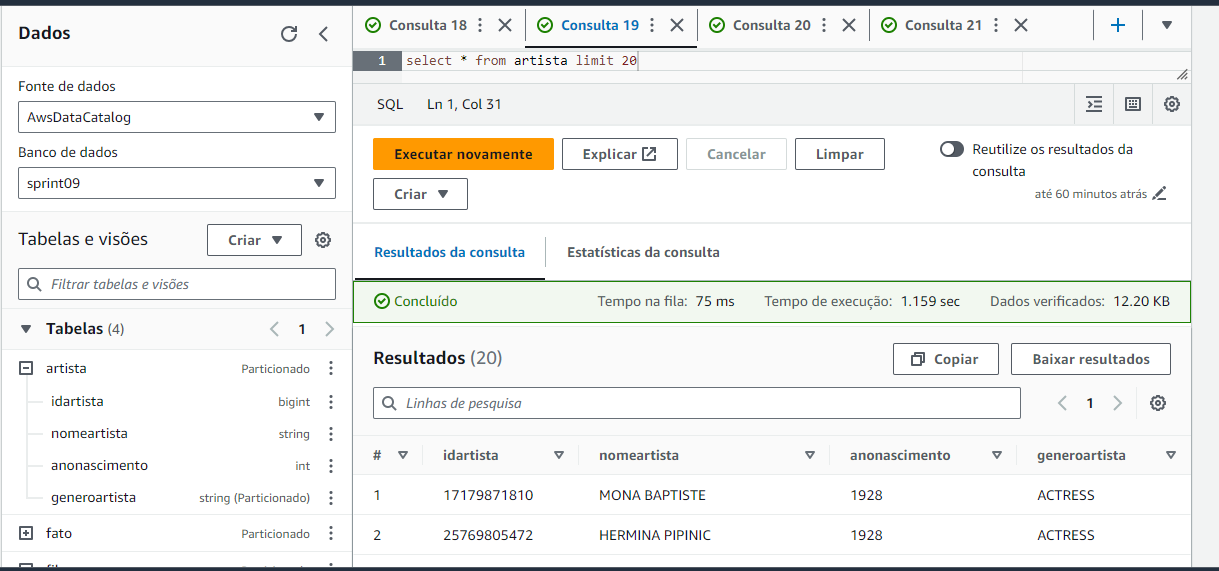 Dados
Fonte de dados
AwsDataCatalog
Banco de dados
sprint09
Tabelas e visões
Criar
Filtrar tabelas e visões
Tabelas (4)
1
artista Particionado
idartista bigint
nomeartista string
anonascimento int
generoartista string (Particionado)
fato Particionado
Consulta 18 Consulta 19 Consulta 20 Consulta 21
1 select * from artista limit 20
SQL Ln 1, Col 31
Executar novamente Explicar Cancelar Limpar
Criar
Reutilize os resultados da
consulta
até 60 minutos atrás
Resultados da consulta Estatísticas da consulta
Concluído Tempo na fila: 75 ms Tempo de execução: 1.159 sec Dados verificados: 12.20 KB
Resultados (20) Copiar Baixar resultados
Linhas de pesquisa 1
# idartista nomeartista anonascimento generoartista
1 17179871810 MONA BAPTISTE 1928 ACTRESS
2 25769805472 HERMINA PIPINIC 1928 ACTRESS